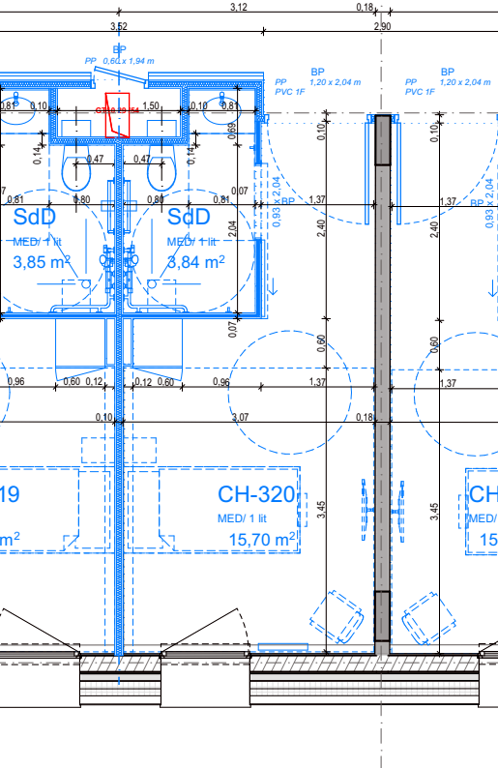 3,12
0,18
3,52
2,90
BP
PP 0,60 x 1,94 m
BP
PP 1,20 x 2,04 m
PVC 1F
BP
PP 1,20 x 2,04 m
PVC 1F
0,81
0,10
1,50
0,10
0,81
0,69
0,10
0,10
0,14
0,14
0,47
0,47
0,07
0,81
0,80
0,80
0,81
1,37
1,37
BP
0,93 x 2,04
BP
0,93 x 2,04
SdD
MED/ 1 lit
3,85 m²
SdD
MED/ 1 lit
3,84 m²
2,04
2,40
2,40
0,07
0,60
0,60
0,96
0,60
0,12
0,12
0,60
0,96
1,37
1,37
0,10
3,07
0,18
19
m²
CH-320
MED/ 1 lit
15,70 m²
3,45
3,45
CH
MED/
15